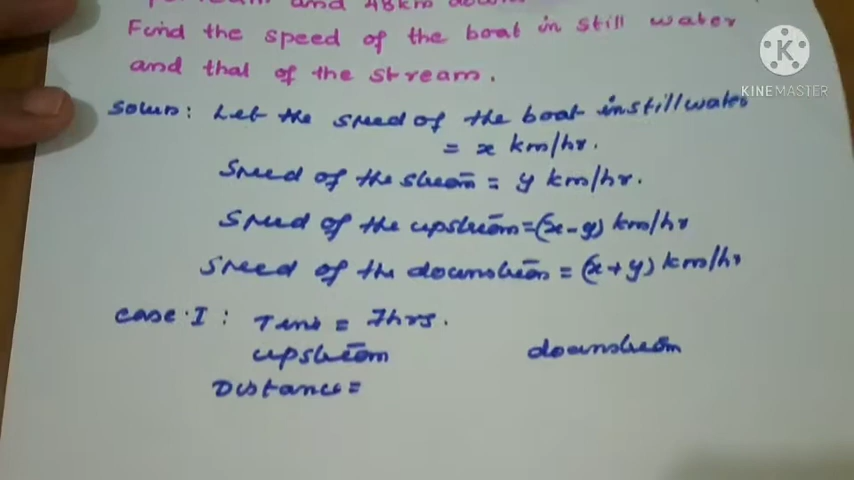 and 48km
Find the speed of the boat in still water
and that of the stream.
K
KINEMASTER
Soln: Let the speed of the boat in still water
= x km/hr.
Speed of the stream = y km/hr.
Speed of the upstream = (x-y) km/hr
Speed of the downstream = (x+y) km/hr
case.I : Time = 7hrs.
upstream downstream
Distance =